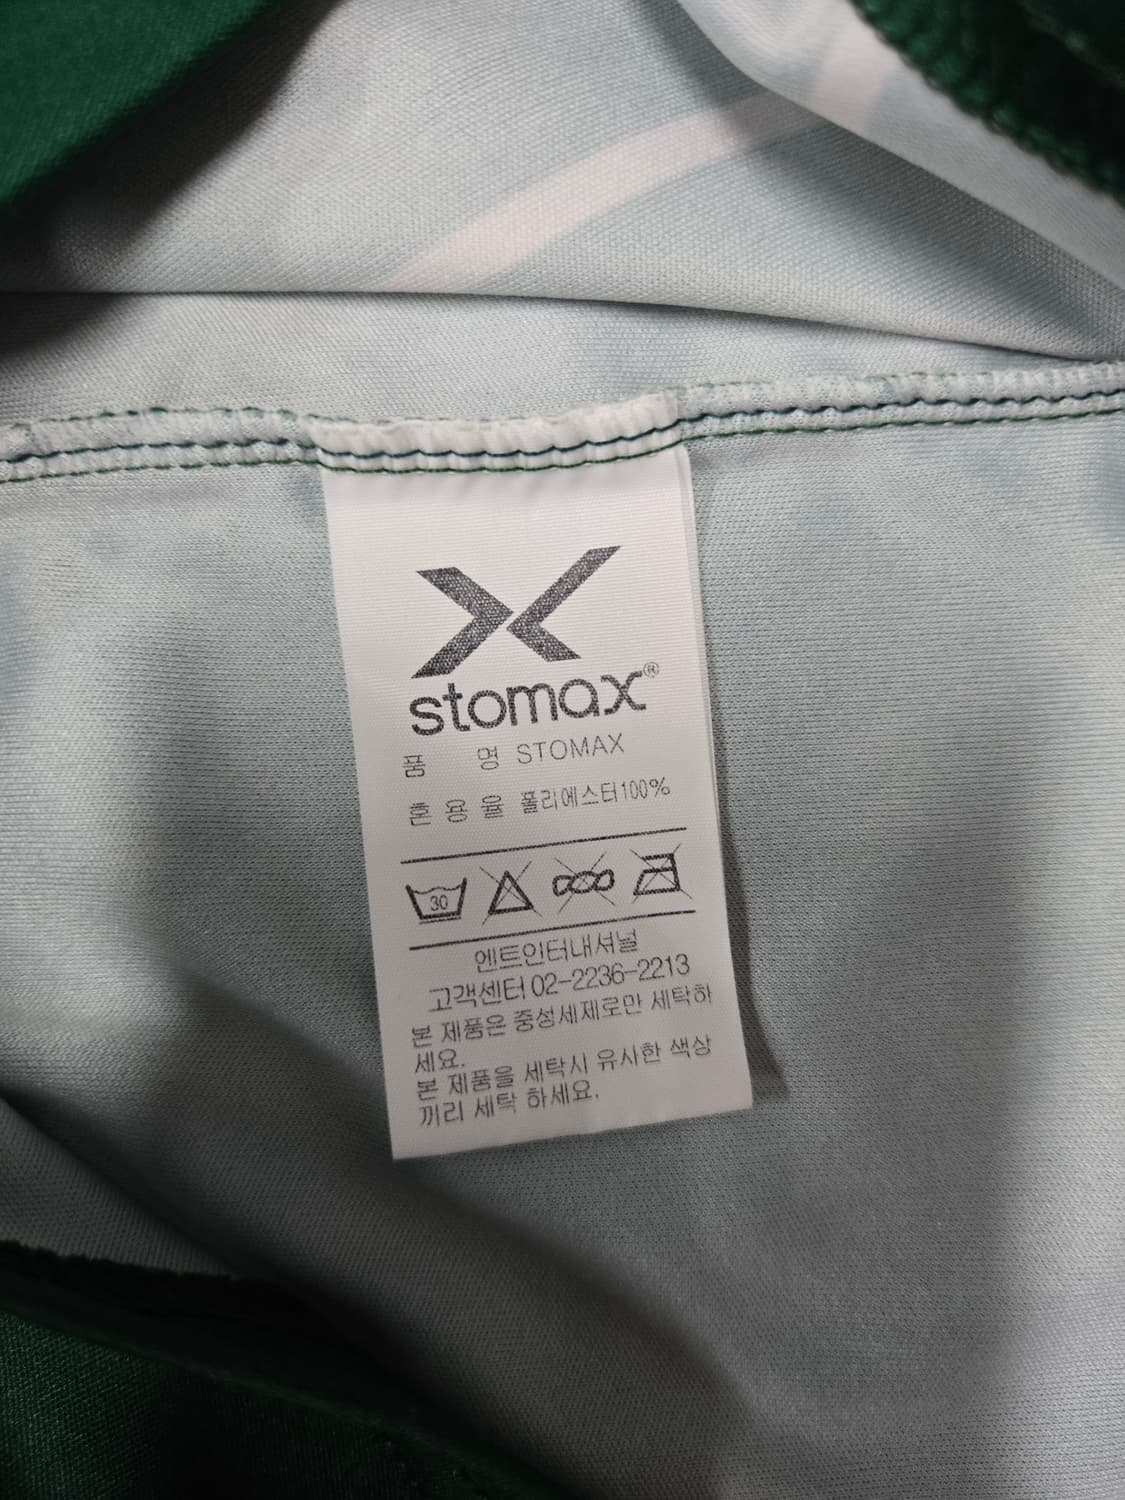 stomax®
품 명 STOMAX
혼 용 율 폴리에스터100%
30
엔트인터내셔널
고객센터 02-2236-2213
본 제품은 중성세제로만 세탁하
세요.
본 제품을 세탁시 유사한 색상
끼리 세탁 하세요.